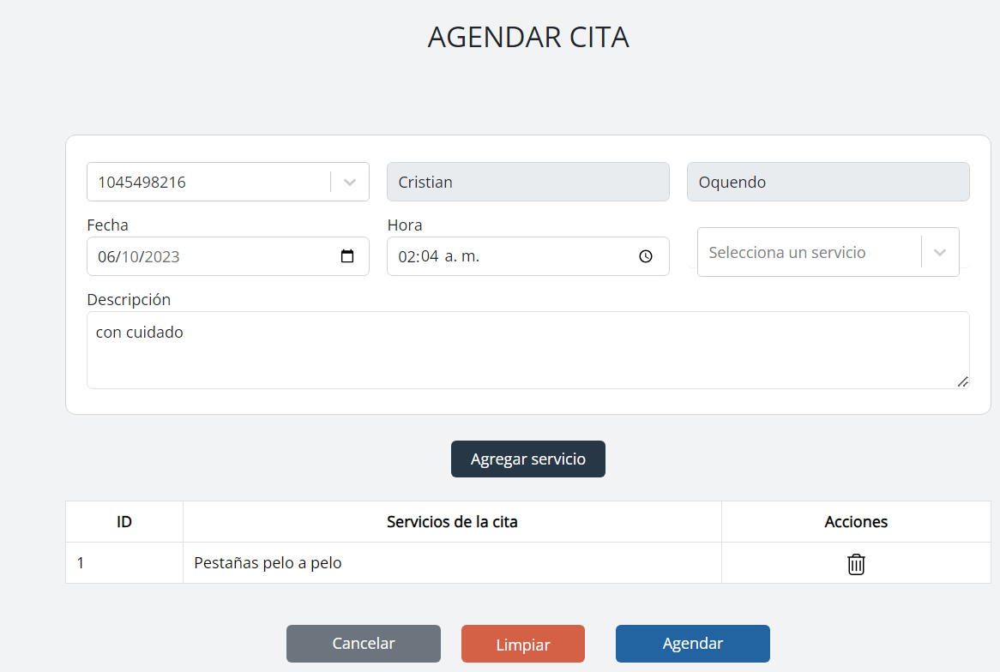 AGENDAR CITA
1045498216 Cristian Oquendo
Fecha Hora
06/10/2023 02:04 a. m. Selecciona un servicio
Descripción
con cuidado
Agregar servicio
ID Servicios de la cita Acciones
1 Pestañas pelo a pelo
Cancelar Limpiar Agendar